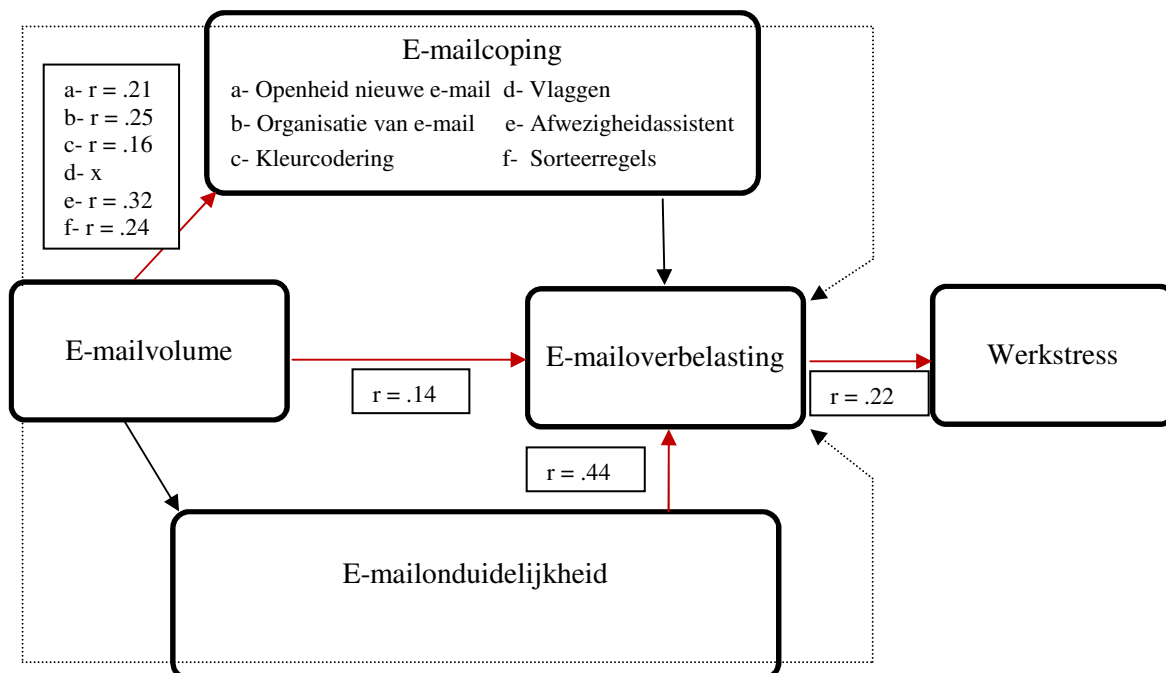 E-mailcoping
a- Openheid nieuwe e-mail d- Vlaggen
b- Organisatie van e-mail e- Afwezigheidassistent
c- Kleurcodering f- Sorteerregels
a- r = .21
b- r = .25
c- r = .16
d- x
e- r = .32
f- r = .24
E-mailvolume
r = .14
E-mailoverbelasting
r = .22
Werkstress
r = .44
E-mailonduidelijkheid